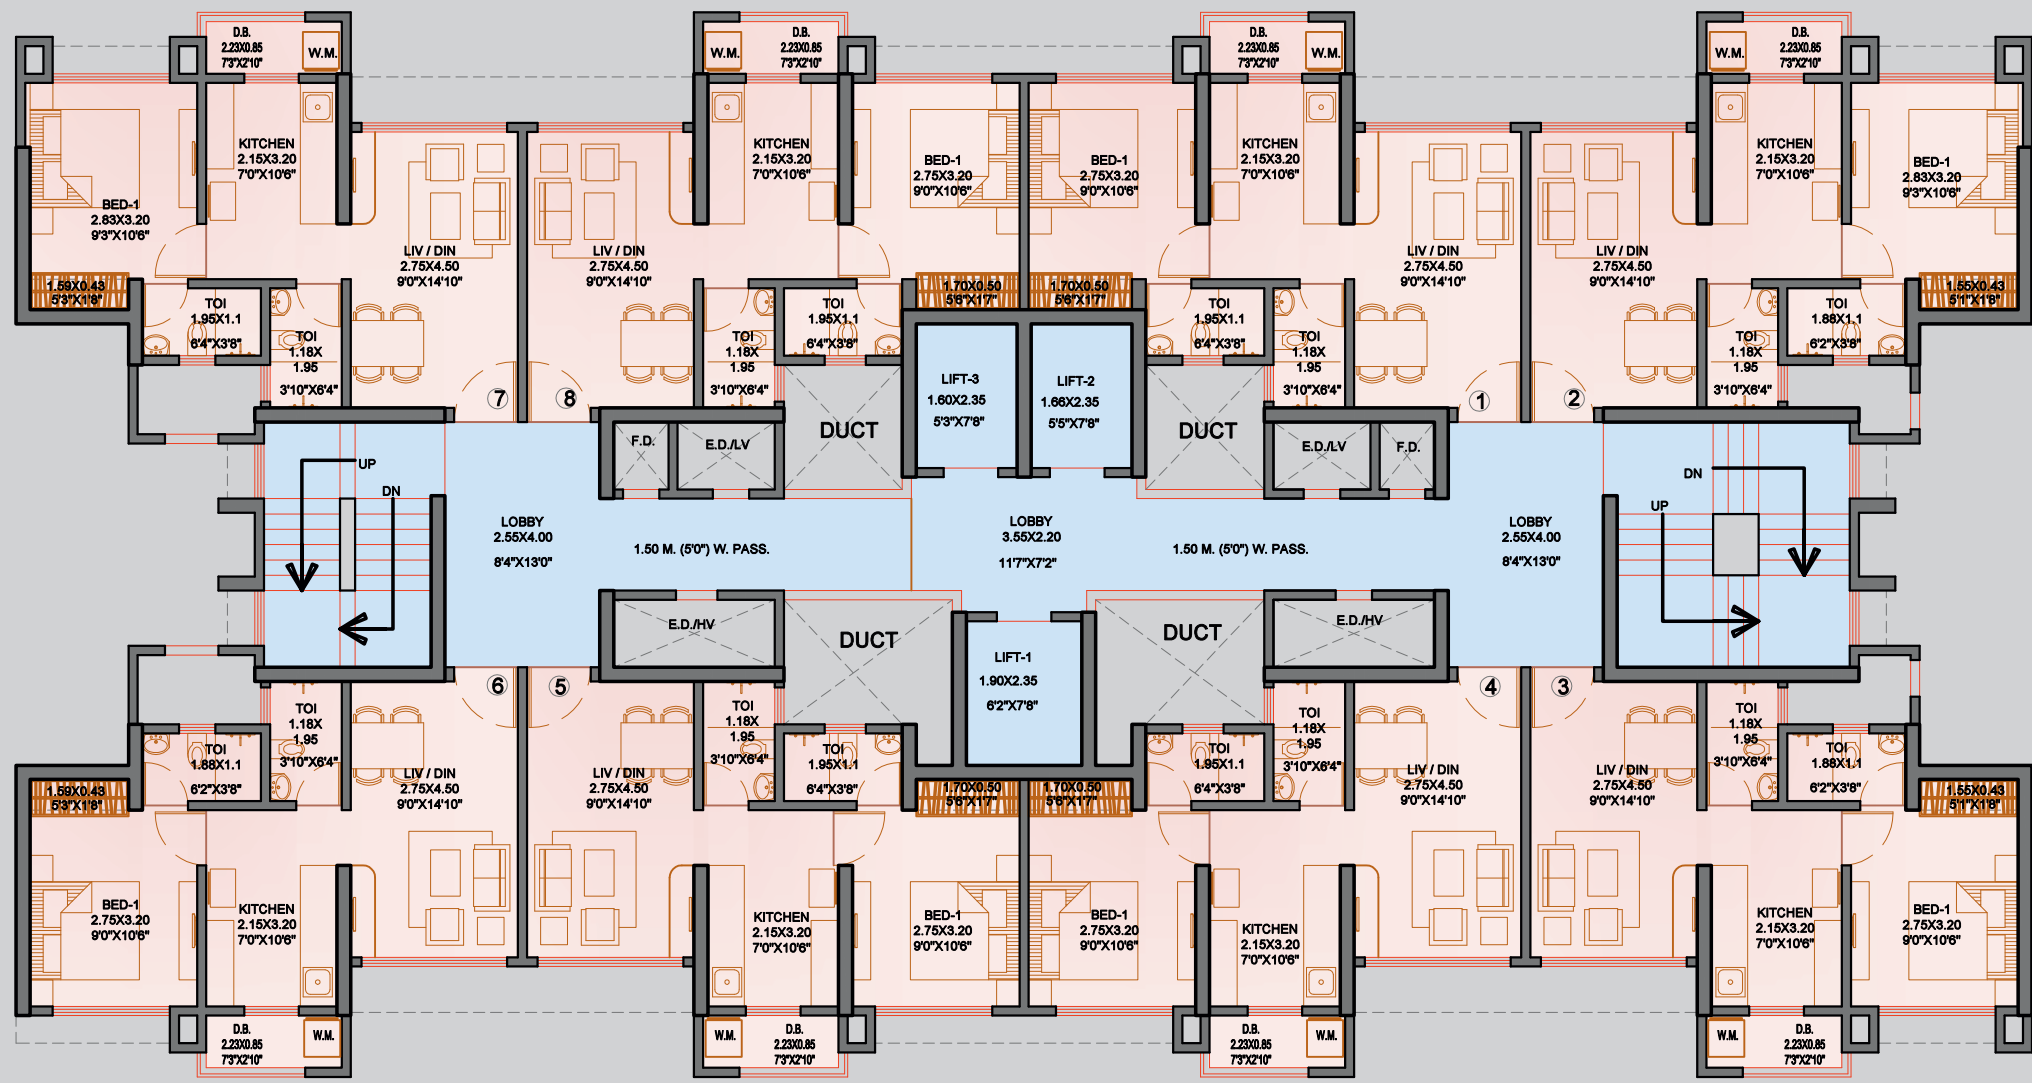 D.B.
2.23X0.85
7'3"X2'10"
W.M.
W.M.
D.B.
2.23X0.85
7'3"X2'10"
D.B.
2.23X0.85
7'3"X2'10"
W.M.
W.M.
D.B.
2.23X0.85
7'3"X2'10"
BED-1
2.83X3.20
9'3"X10'6"
KITCHEN
2.15X3.20
7'0"X10'6"
LIV / DIN
2.75X4.50
9'0"X14'10"
LIV / DIN
2.75X4.50
9'0"X14'10"
KITCHEN
2.15X3.20
7'0"X10'6"
BED-1
2.75X3.20
9'0"X10'6"
BED-1
2.75X3.20
9'0"X10'6"
KITCHEN
2.15X3.20
7'0"X10'6"
LIV / DIN
2.75X4.50
9'0"X14'10"
LIV / DIN
2.75X4.50
9'0"X14'10"
KITCHEN
2.15X3.20
7'0"X10'6"
BED-1
2.83X3.20
9'3"X10'6"
1.59X0.43
5'3"X1'8"
TOI
1.95X1.1
6'4"X3'8"
TOI
1.18X
1.95
3'10"X6'4"
7
8
TOI
1.18X
1.95
3'10"X6'4"
TOI
1.95X1.1
6'4"X3'8"
1.70X0.50
5'6"X1'7"
1.70X0.50
5'6"X1'7"
TOI
1.95X1.1
6'4"X3'8"
TOI
1.18X
1.95
3'10"X6'4"
1
2
TOI
1.18X
1.95
3'10"X6'4"
TOI
1.88X1.1
6'2"X3'8"
1.55X0.43
5'1"X1'8"
LIFT-3
1.60X2.35
5'3"X7'8"
LIFT-2
1.66X2.35
5'5"X7'8"
F.D.
E.D./LV
DUCT
DUCT
E.D./LV
F.D.
UP
DN
DN
UP
LOBBY
2.55X4.00
8'4"X13'0"
1.50 M. (5'0") W. PASS.
LOBBY
3.55X2.20
11'7"X7'2"
1.50 M. (5'0") W. PASS.
LOBBY
2.55X4.00
8'4"X13'0"
E.D./HV
DUCT
LIFT-1
1.90X2.35
6'2"X7'8"
DUCT
E.D./HV
6
5
4
3
1.59X0.43
5'3"X1'8"
TOI
1.88X1.1
6'2"X3'8"
TOI
1.18X
1.95
3'10"X6'4"
LIV / DIN
2.75X4.50
9'0"X14'10"
LIV / DIN
2.75X4.50
9'0"X14'10"
TOI
1.18X
1.95
3'10"X6'4"
TOI
1.95X1.1
6'4"X3'8"
1.70X0.50
5'6"X1'7"
1.70X0.50
5'6"X1'7"
TOI
1.95X1.1
6'4"X3'8"
TOI
1.18X
1.95
3'10"X6'4"
LIV / DIN
2.75X4.50
9'0"X14'10"
LIV / DIN
2.75X4.50
9'0"X14'10"
TOI
1.18X
1.95
3'10"X6'4"
TOI
1.88X1.1
6'2"X3'8"
1.55X0.43
5'1"X1'8"
BED-1
2.75X3.20
9'0"X10'6"
KITCHEN
2.15X3.20
7'0"X10'6"
KITCHEN
2.15X3.20
7'0"X10'6"
BED-1
2.75X3.20
9'0"X10'6"
BED-1
2.75X3.20
9'0"X10'6"
KITCHEN
2.15X3.20
7'0"X10'6"
KITCHEN
2.15X3.20
7'0"X10'6"
BED-1
2.75X3.20
9'0"X10'6"
D.B.
2.23X0.85
7'3"X2'10"
W.M.
W.M.
D.B.
2.23X0.85
7'3"X2'10"
D.B.
2.23X0.85
7'3"X2'10"
W.M.
W.M.
D.B.
2.23X0.85
7'3"X2'10"